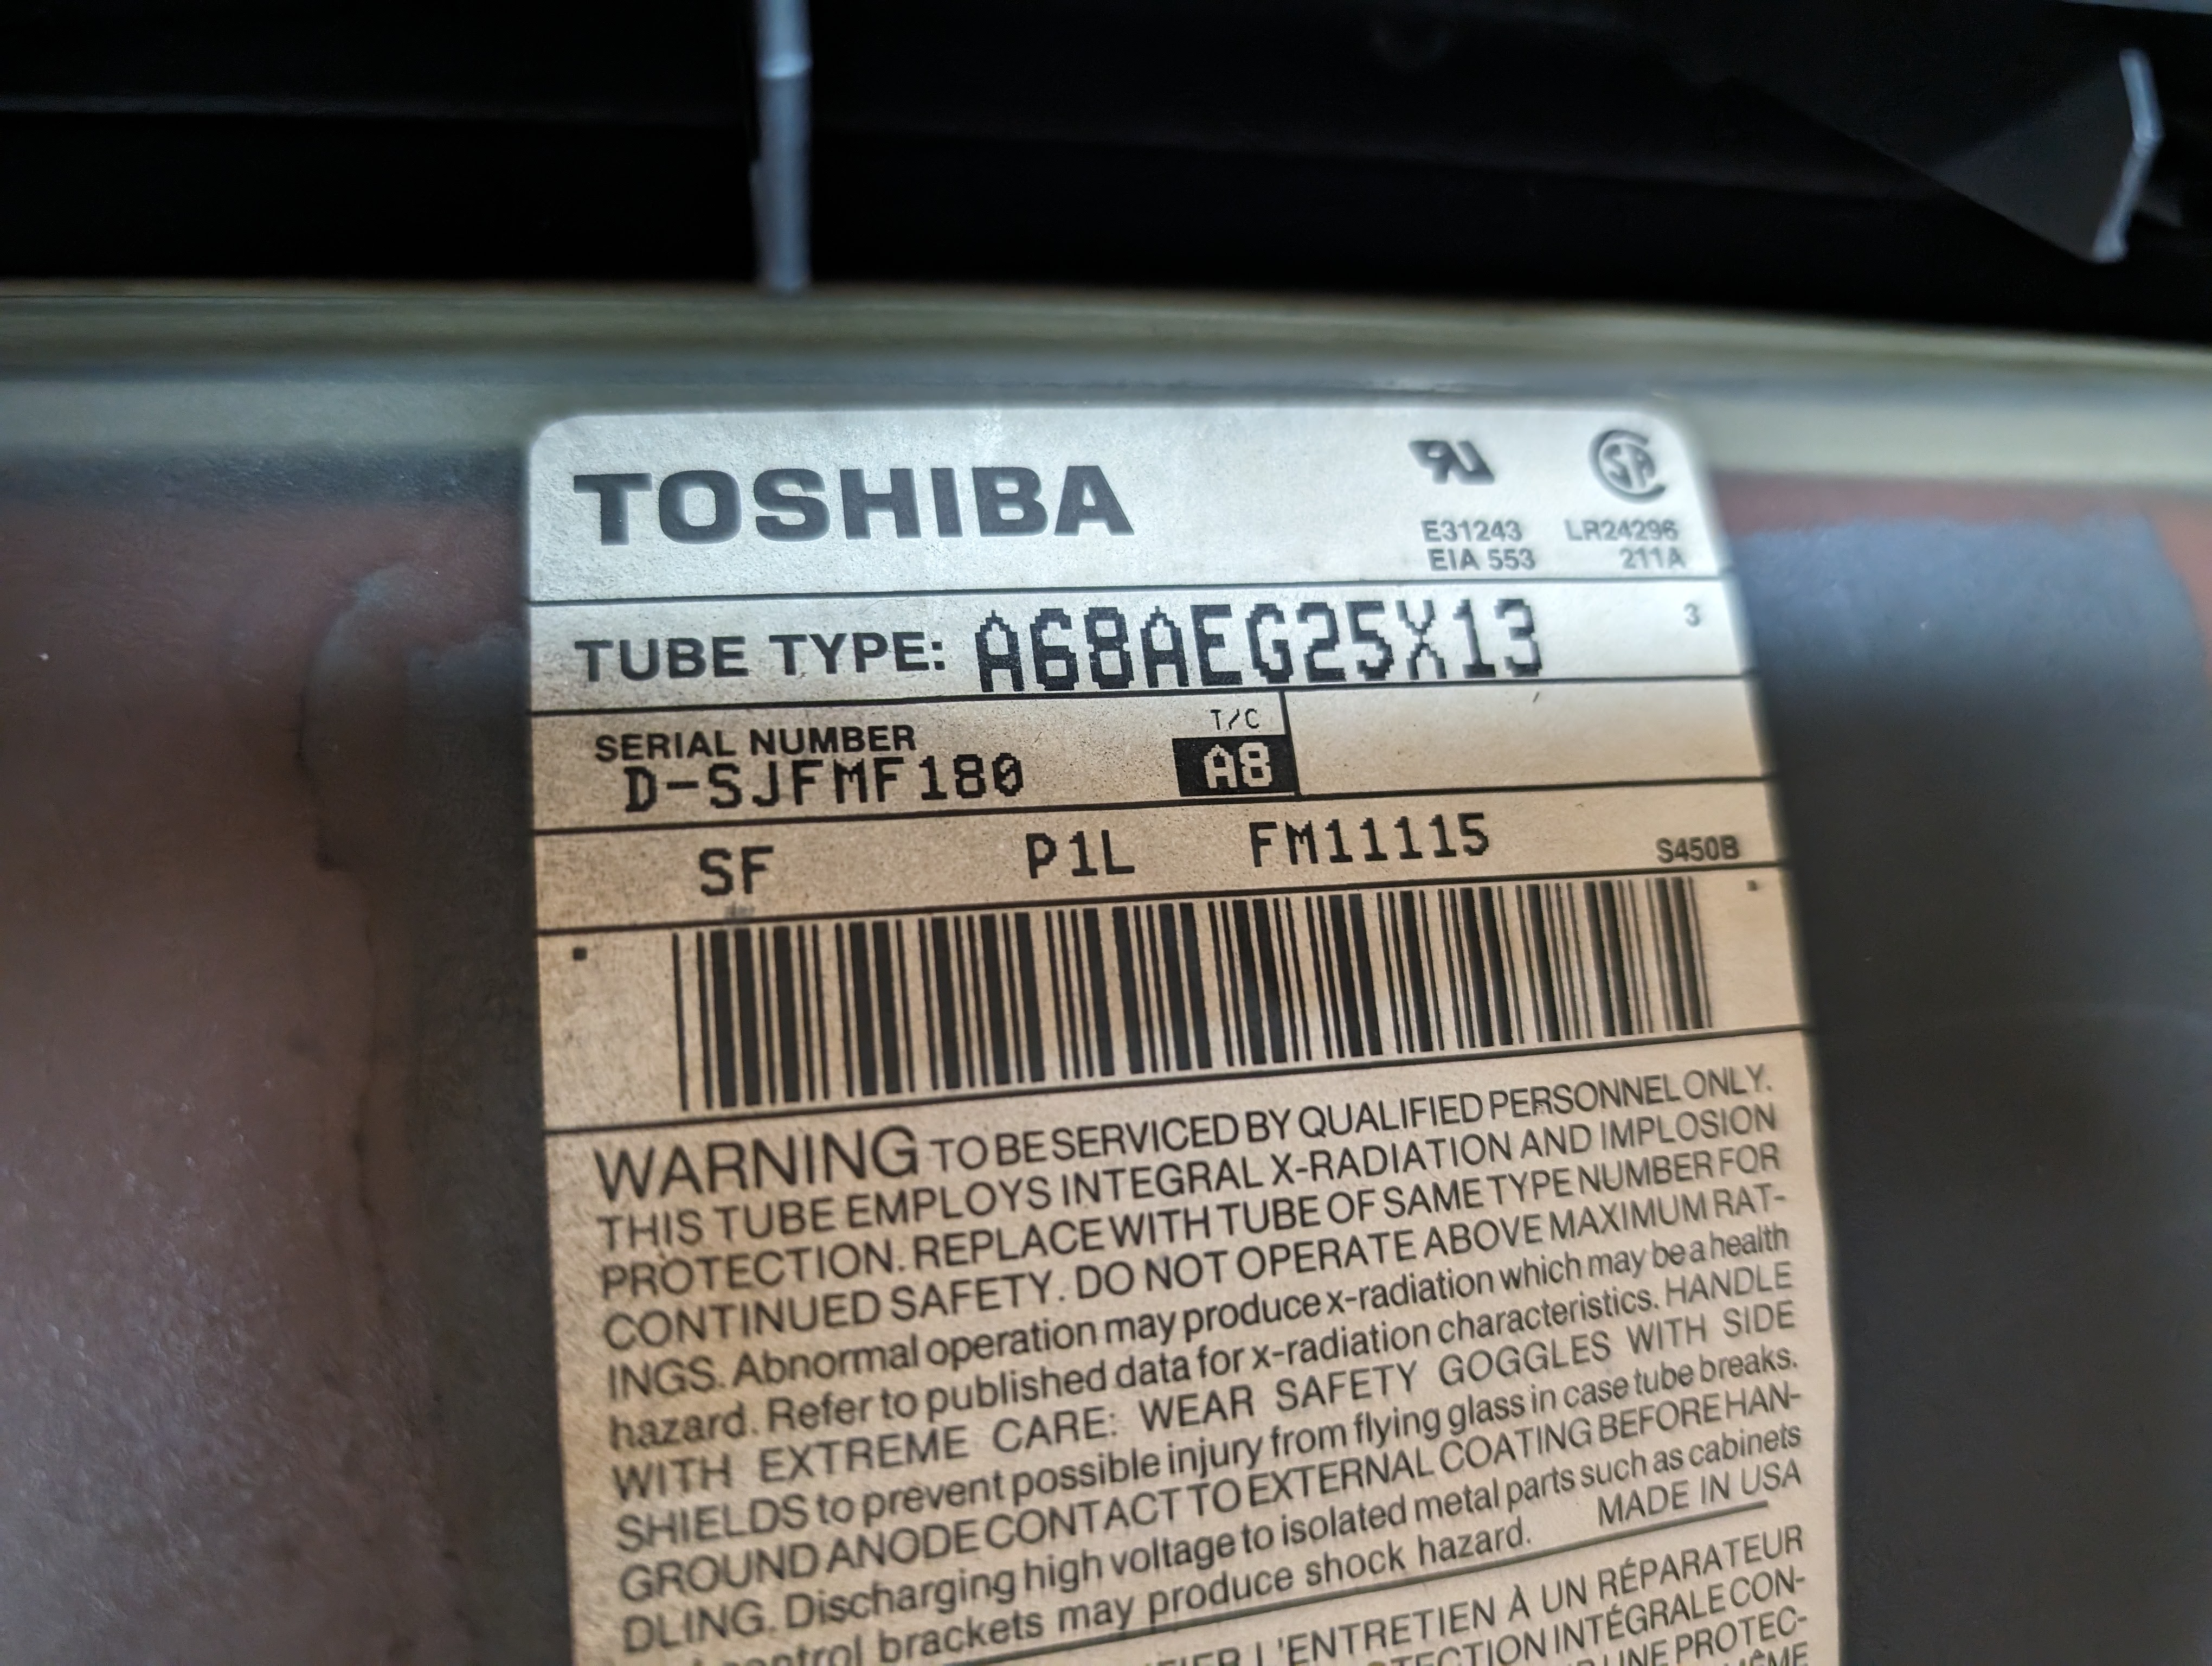 TOSHIBA
E31243 LR24296
EIA 553 211A
TUBE TYPE: A68AEG25X13 3
SERIAL NUMBER T/C
D-SJFMF180 A8
SF P1L FM11115 S450B
WARNING TO BE SERVICED BY QUALIFIED PERSONNEL ONLY.
THIS TUBE EMPLOYS INTEGRAL X-RADIATION AND IMPLOSION
PROTECTION. REPLACE WITH TUBE OF SAME TYPE NUMBER FOR
CONTINUED SAFETY. DO NOT OPERATE ABOVE MAXIMUM RAT-
INGS. Abnormal operation may produce x-radiation which may be a health
hazard. Refer to published data for x-radiation characteristics. HANDLE
WITH EXTREME CARE: WEAR SAFETY GOGGLES WITH SIDE
SHIELDS to prevent possible injury from flying glass in case tube breaks.
GROUND ANODE CONTACT TO EXTERNAL COATING BEFORE HAN-
DLING. Discharging high voltage to isolated metal parts such as cabinets
control brackets may produce shock hazard. MADE IN USA
L'ENTRETIEN À UN RÉPARATEUR
INTÉGRALE CON-
UNE PROTEC-
MÊME